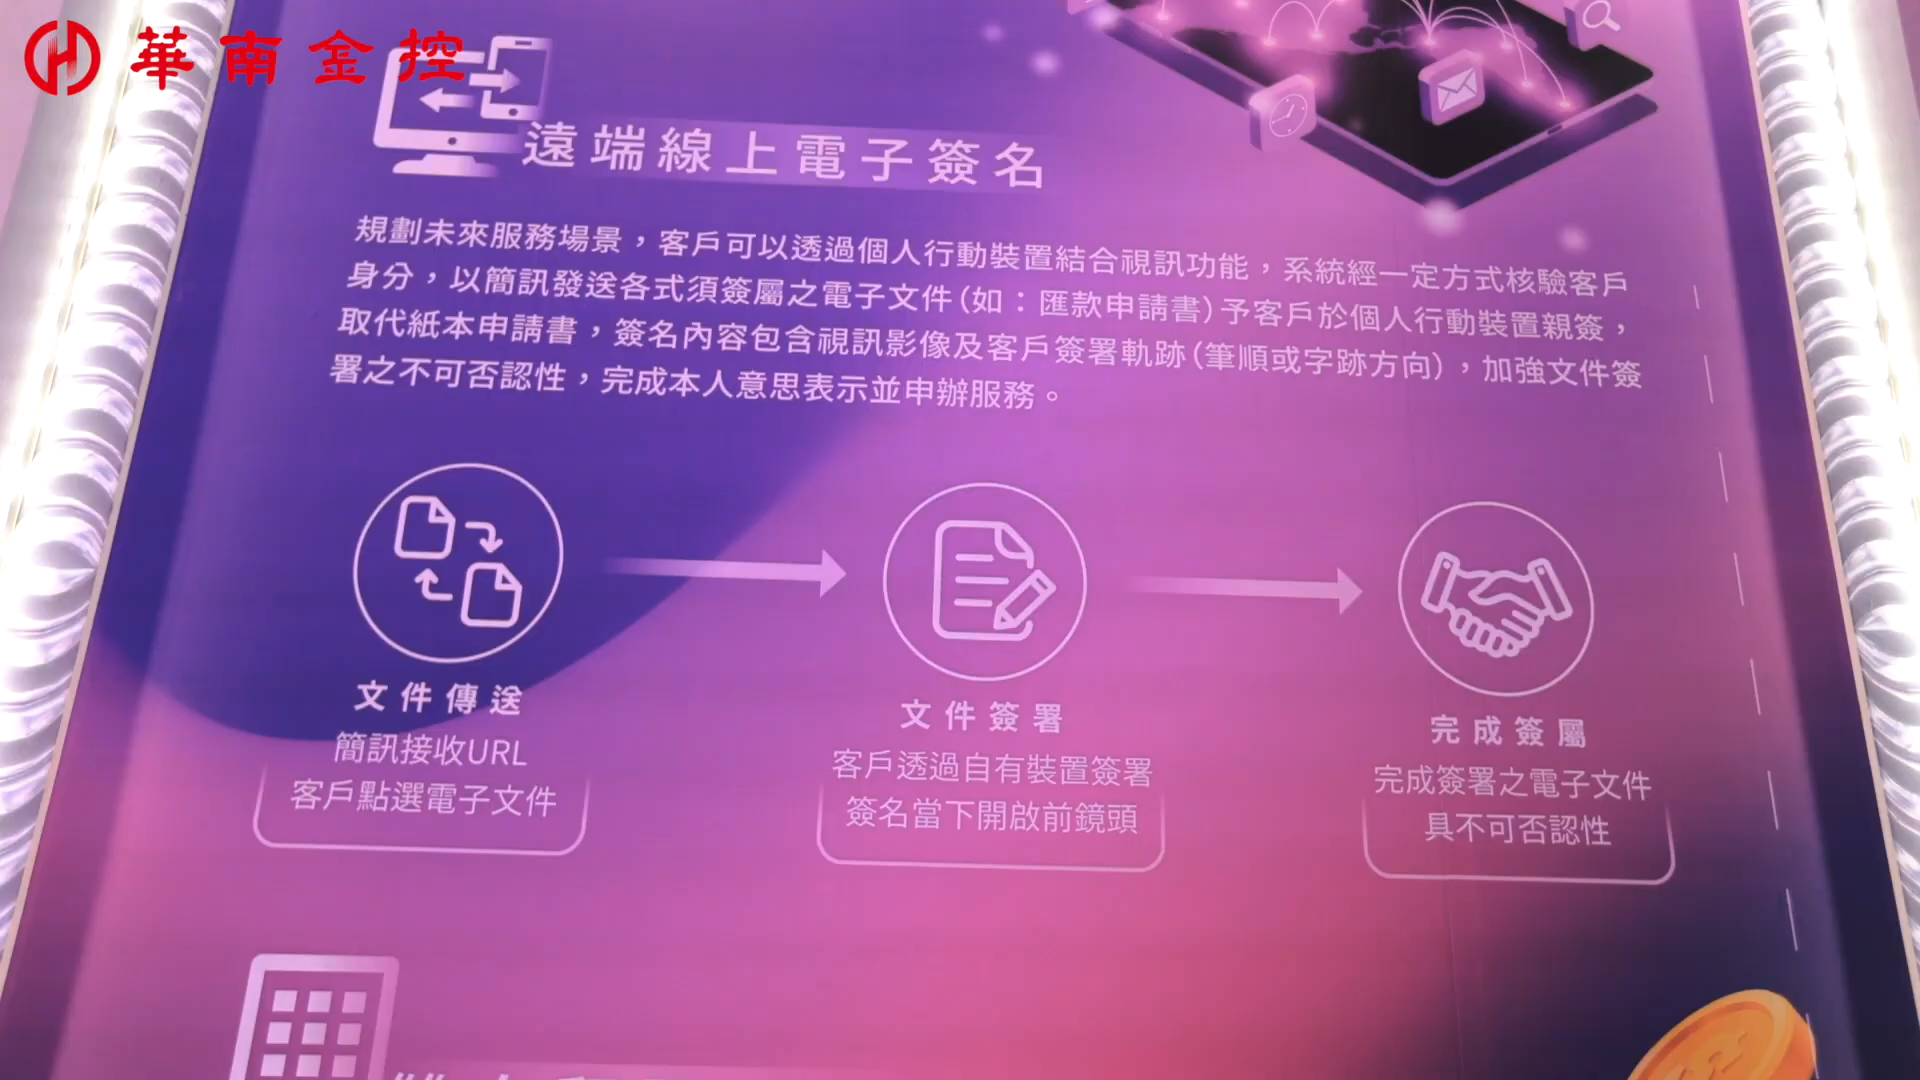 華南金控
遠端線上電子簽名
規劃未來服務場景，客戶可以透過個人行動裝置結合視訊功能，系統經一定方式核驗客戶
身分，以簡訊發送各式須簽屬之電子文件(如：匯款申請書)予客戶於個人行動裝置親簽，
取代紙本申請書，簽名內容包含視訊影像及客戶簽署軌跡(筆順或字跡方向)，加強文件簽
署之不可否認性，完成本人意思表示並申辦服務。
文件傳送
簡訊接收URL
客戶點選電子文件
文件簽署
客戶透過自有裝置簽署
簽名當下開啟前鏡頭
完成簽屬
完成簽署之電子文件
具不可否認性